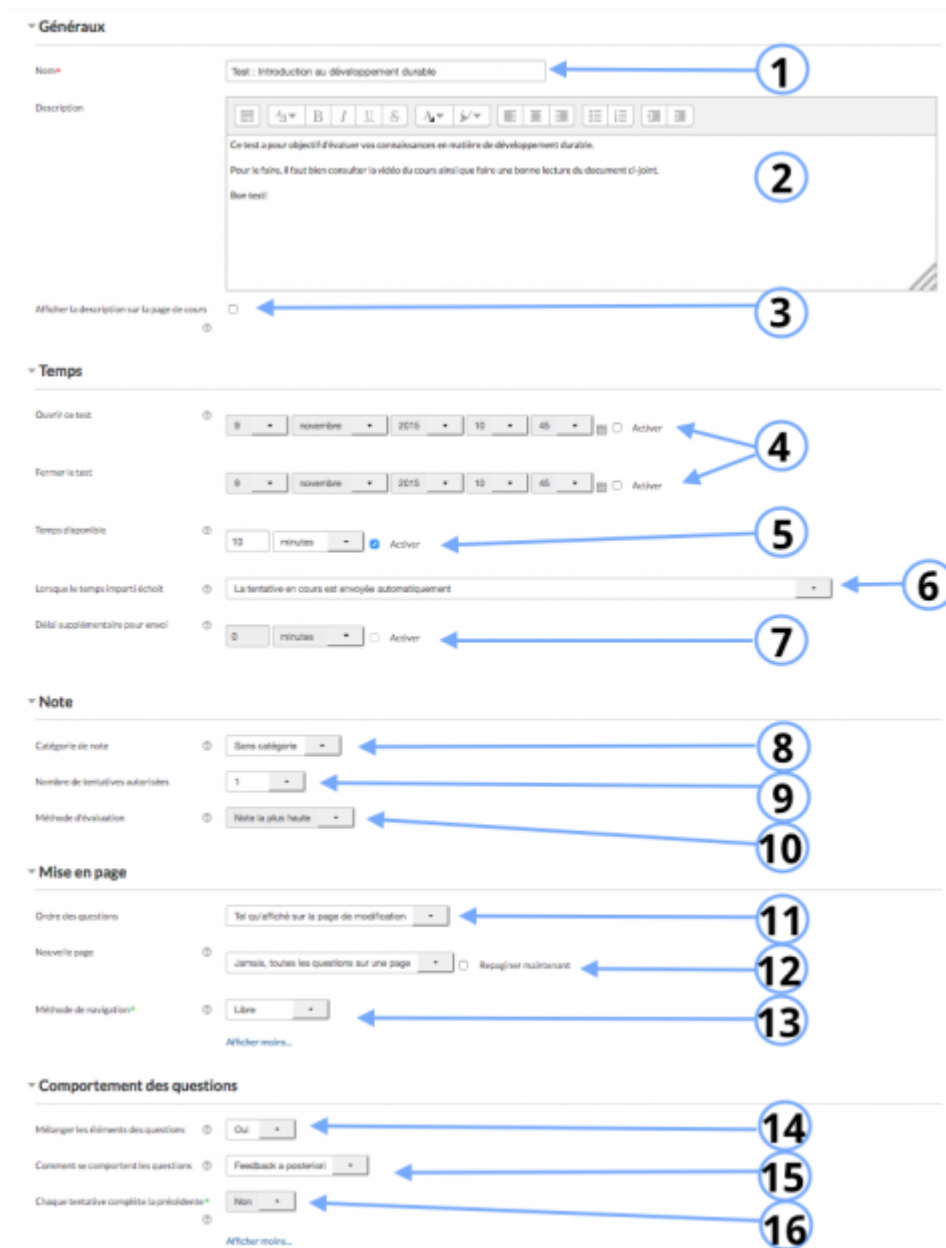 Généraux
Nom*
Test : Introduction au développement durable
1
Description
Ce test a pour objectif d'évaluer vos connaissances en matière de développement durable.
Pour le faire, il faut bien consulter la vidéo du cours ainsi que faire une bonne lecture du document ci-joint.
Bon test!
2
Afficher la description sur la page de cours
3
Temps
Ouvrir ce test 9 novembre 2015 10 45 Activer
4
Fermer le test 9 novembre 2015 10 45 Activer
Temps disponible 10 minutes Activer
5
Lorsque le temps imparti échoit La tentative en cours est envoyée automatiquement
6
Délai supplémentaire pour envoi 0 minutes Activer
7
Note
Catégorie de note Sans catégorie
8
Nombre de tentatives autorisées 1
9
Méthode d'évaluation Note la plus haute
10
Mise en page
Ordre des questions Tel qu'affiché sur la page de modification
11
Nouvelle page Jamais, toutes les questions sur une page Repaginer maintenant
12
Méthode de navigation* Libre
13
Afficher moins...
Comportement des questions
Mélanger les éléments des questions Oui
14
Comment se comportent les questions Feedback a posteriori
15
Chaque tentative complète la précédente* Non
16
Afficher moins...